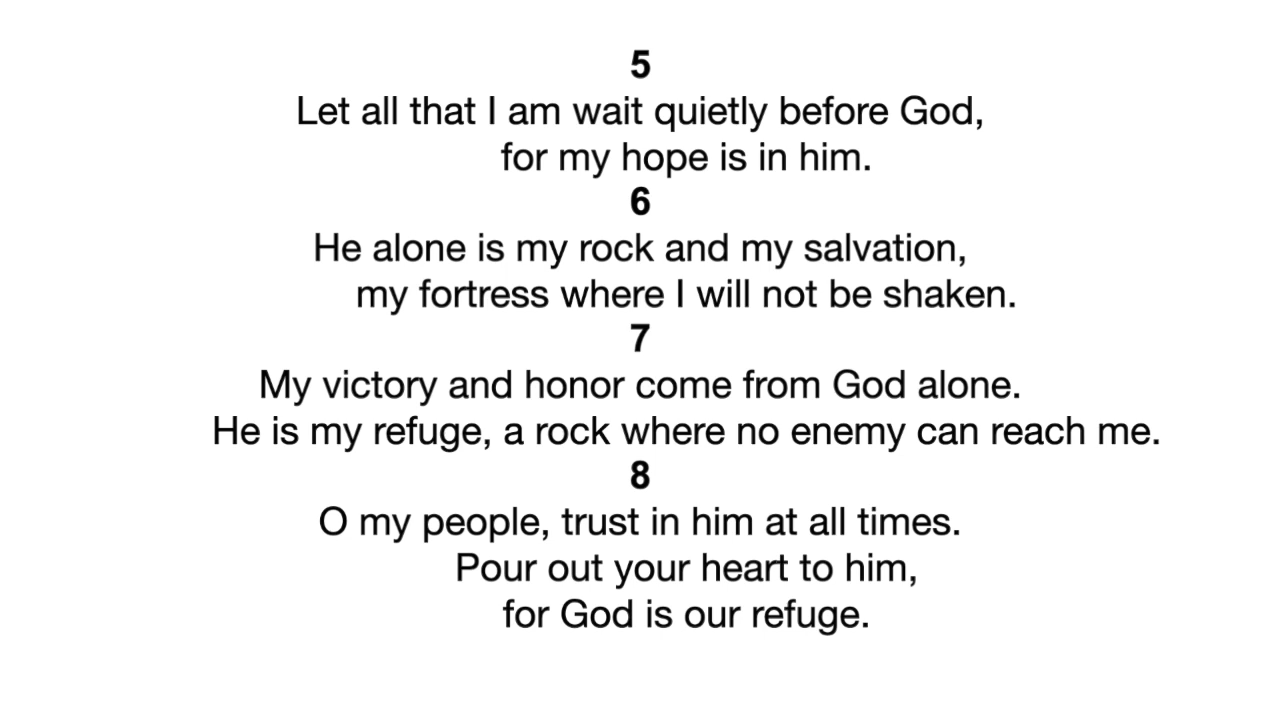 5
Let all that I am wait quietly before God,
for my hope is in him.
6
He alone is my rock and my salvation,
my fortress where I will not be shaken.
7
My victory and honor come from God alone.
He is my refuge, a rock where no enemy can reach me.
8
O my people, trust in him at all times.
Pour out your heart to him,
for God is our refuge.